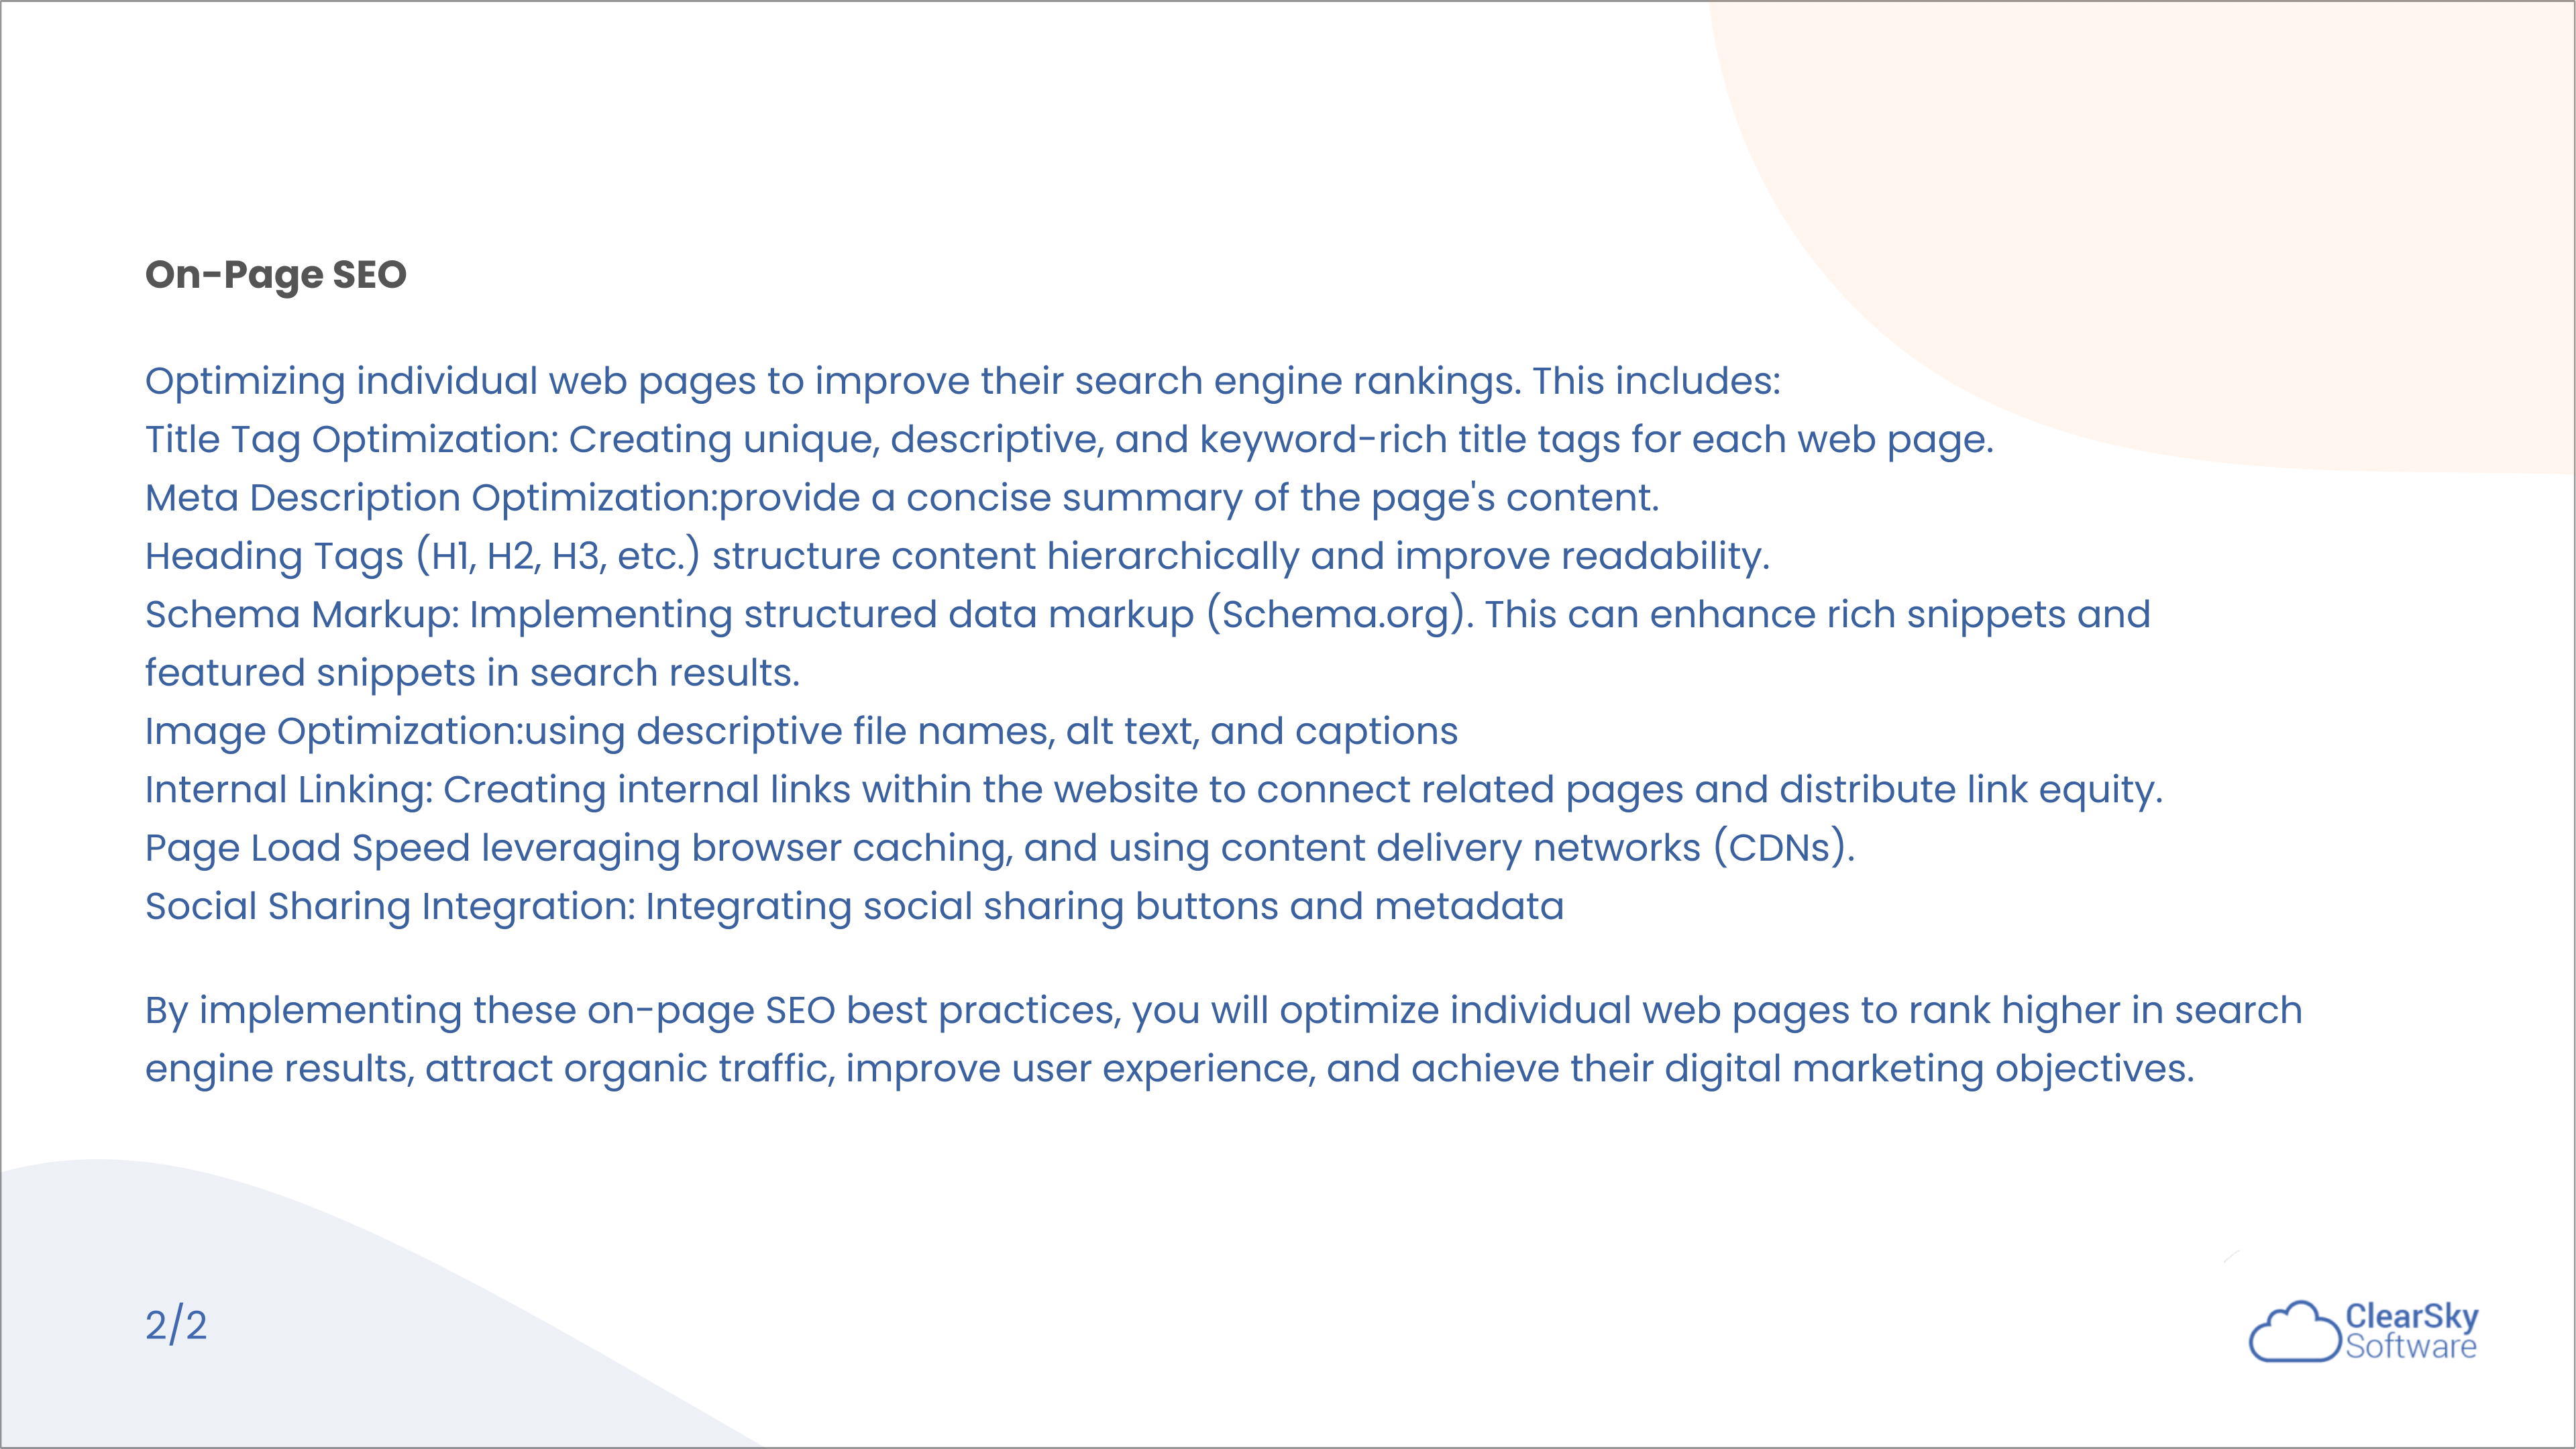 On-Page SEO
Optimizing individual web pages to improve their search engine rankings. This includes:
Title Tag Optimization: Creating unique, descriptive, and keyword-rich title tags for each web page.
Meta Description Optimization:provide a concise summary of the page's content.
Heading Tags (H1, H2, H3, etc.) structure content hierarchically and improve readability.
Schema Markup: Implementing structured data markup (Schema.org). This can enhance rich snippets and
featured snippets in search results.
Image Optimization:using descriptive file names, alt text, and captions
Internal Linking: Creating internal links within the website to connect related pages and distribute link equity.
Page Load Speed leveraging browser caching, and using content delivery networks (CDNs).
Social Sharing Integration: Integrating social sharing buttons and metadata
By implementing these on-page SEO best practices, you will optimize individual web pages to rank higher in search
engine results, attract organic traffic, improve user experience, and achieve their digital marketing objectives.
2/2
ClearSky
Software